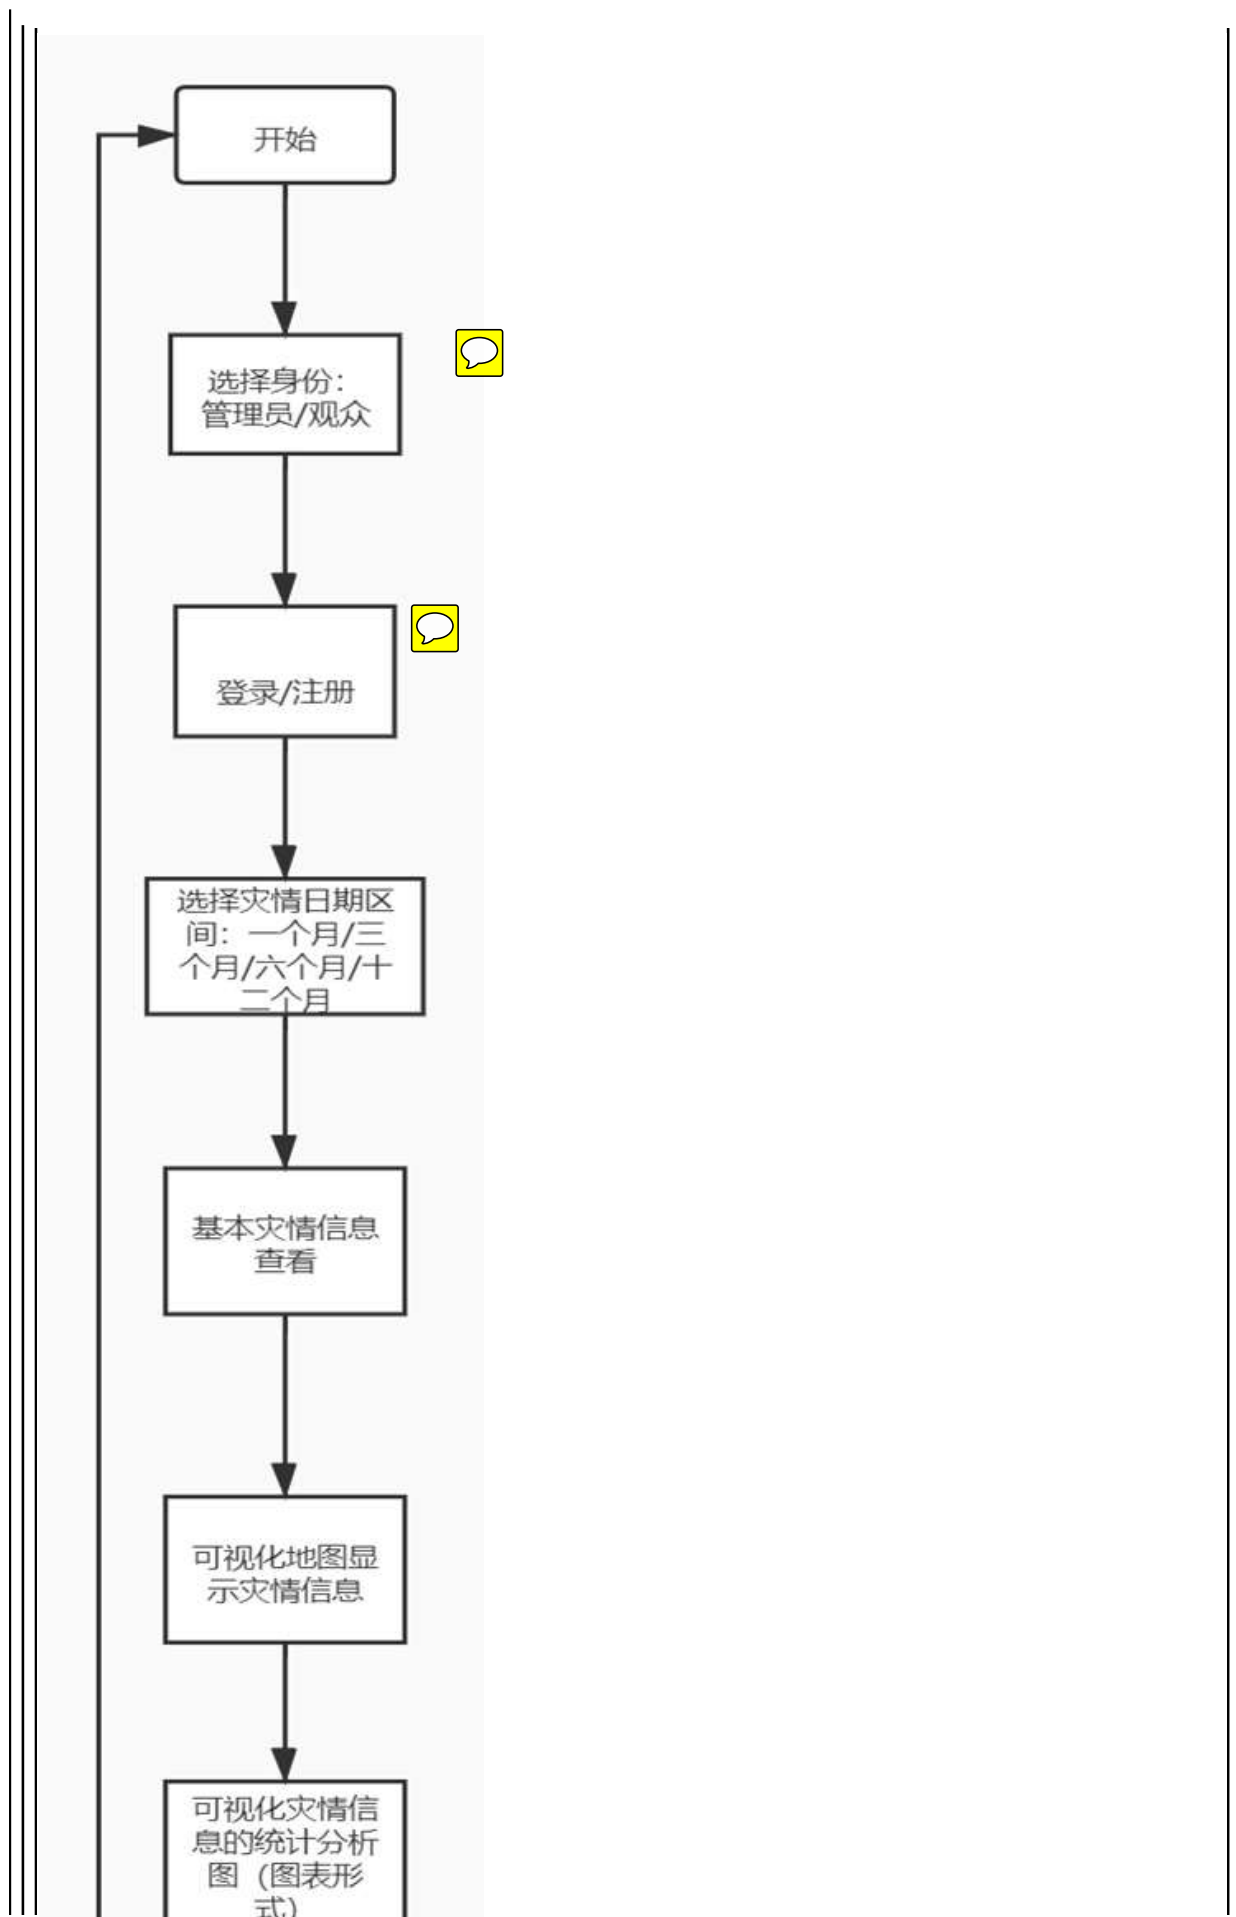 开始
选择身份：
管理员/观众
登录/注册
选择灾情日期区
间：一个月/三
个月/六个月/十
二个月
基本灾情信息
查看
可视化地图显
示灾情信息
可视化灾情信
息的统计分析
图（图表形
式）